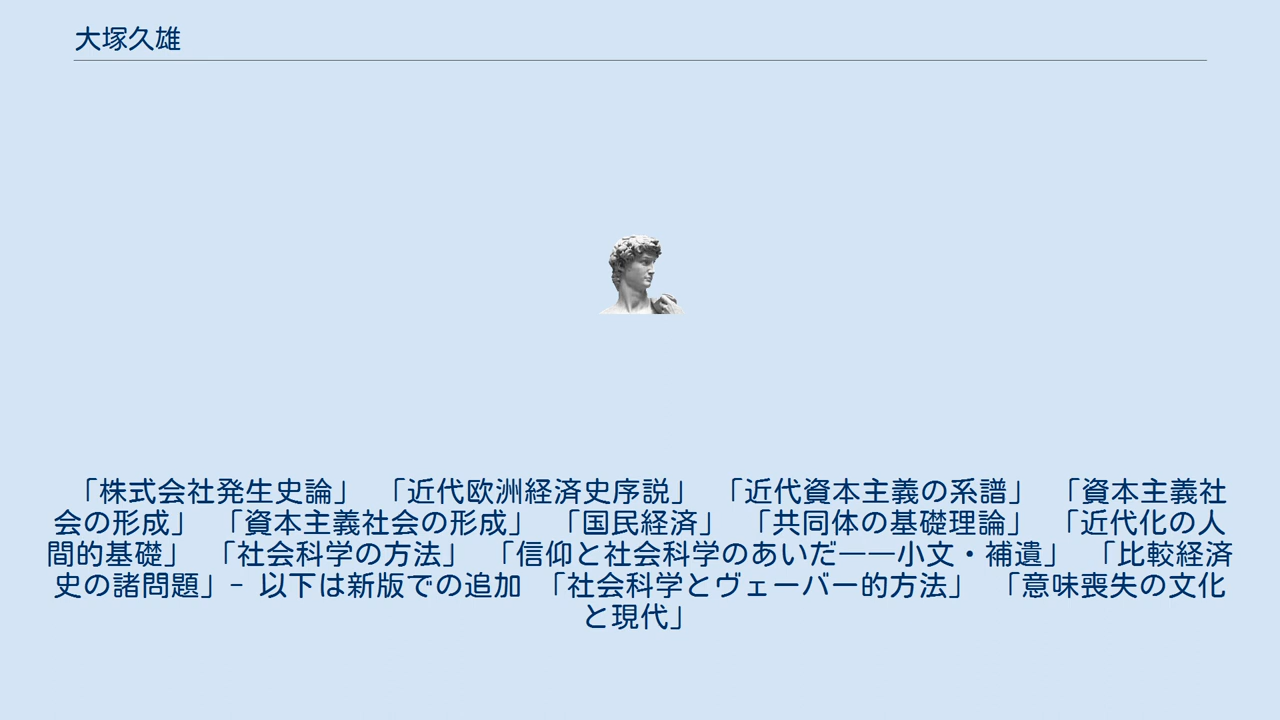 大塚久雄
「株式会社発生史論」 「近代欧洲経済史序説」 「近代資本主義の系譜」 「資本主義社
会の形成」 「資本主義社会の形成」 「国民経済」 「共同体の基礎理論」 「近代化の人
間的基礎」 「社会科学の方法」 「信仰と社会科学のあいだ――小文・補遺」 「比較経済
史の諸問題」− 以下は新版での追加 「社会科学とヴェーバー的方法」 「意味喪失の文化
と現代」